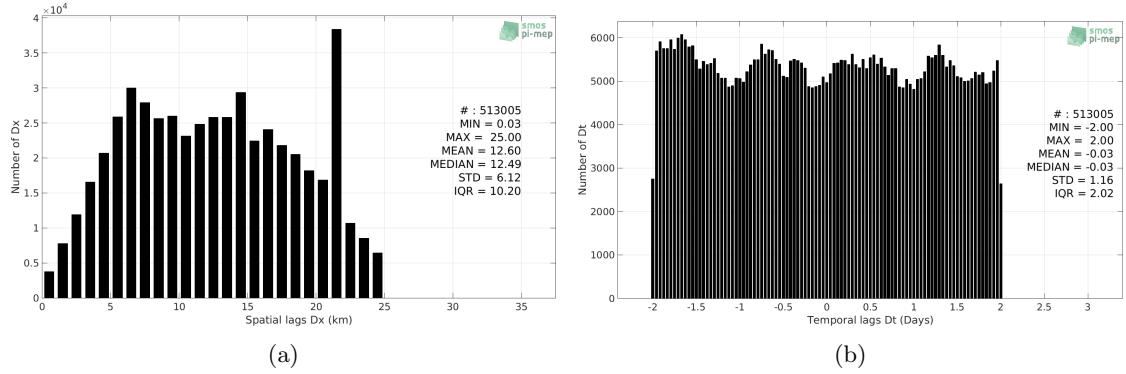 ×10⁴
4
3.5
3
2.5
2
1.5
1
0.5
0
Number of Dx
0 5 10 15 20 25 30 35
Spatial lags Dx (km)
smos
pi-mep
# : 513005
MIN = 0.03
MAX = 25.00
MEAN = 12.60
MEDIAN = 12.49
STD = 6.12
IQR = 10.20
(a)
6000
5000
4000
3000
2000
1000
0
Number of Dt
-2 -1.5 -1 -0.5 0 0.5 1 1.5 2 2.5 3
Temporal lags Dt (Days)
smos
pi-mep
# : 513005
MIN = -2.00
MAX = 2.00
MEAN = -0.03
MEDIAN = -0.03
STD = 1.16
IQR = 2.02
(b)